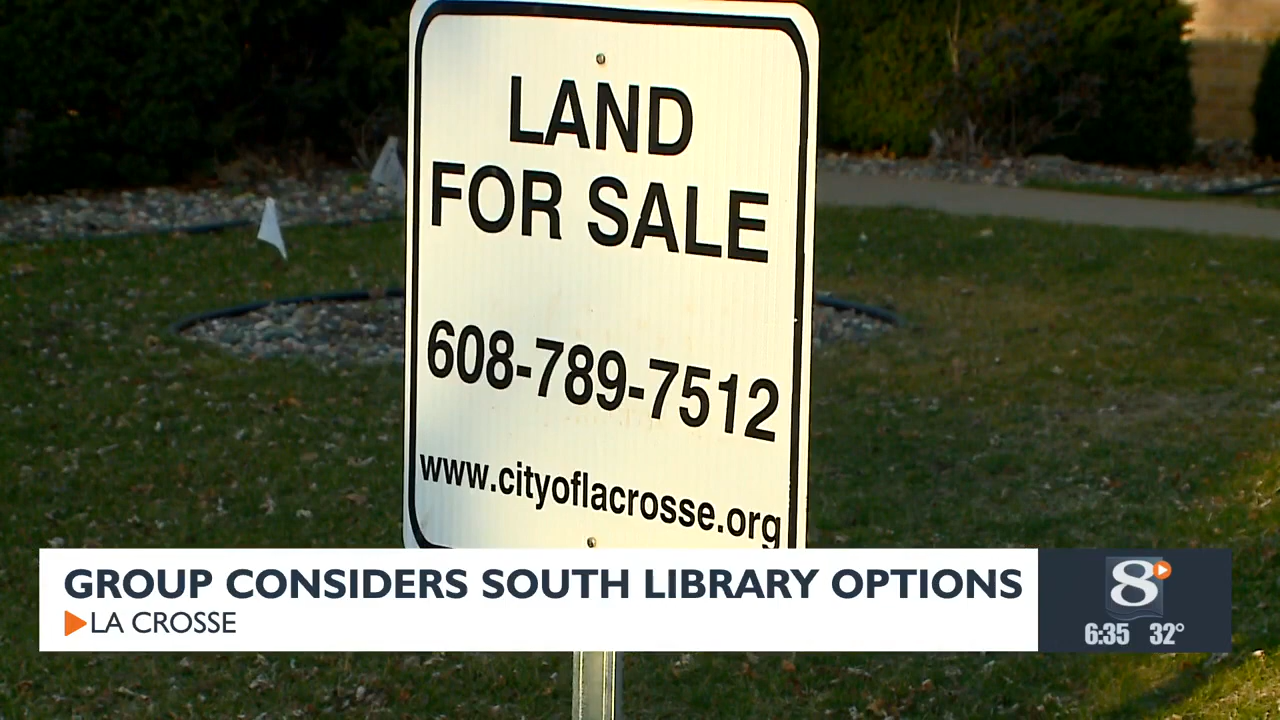 LAND
FOR SALE
608-789-7512
www.cityoflacrosse.org
GROUP CONSIDERS SOUTH LIBRARY OPTIONS
LA CROSSE
8
6:35 32°